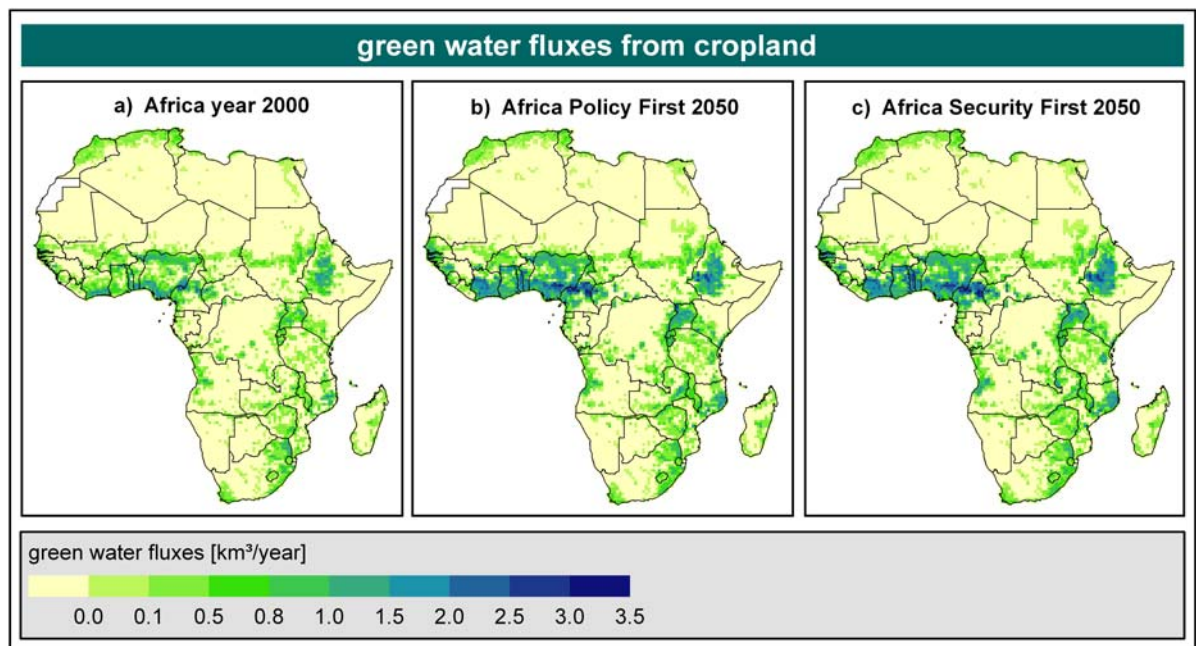 green water fluxes from cropland
a) Africa year 2000
b) Africa Policy First 2050
c) Africa Security First 2050
green water fluxes [km³/year]
0.0 0.1 0.5 0.8 1.0 1.5 2.0 2.5 3.0 3.5